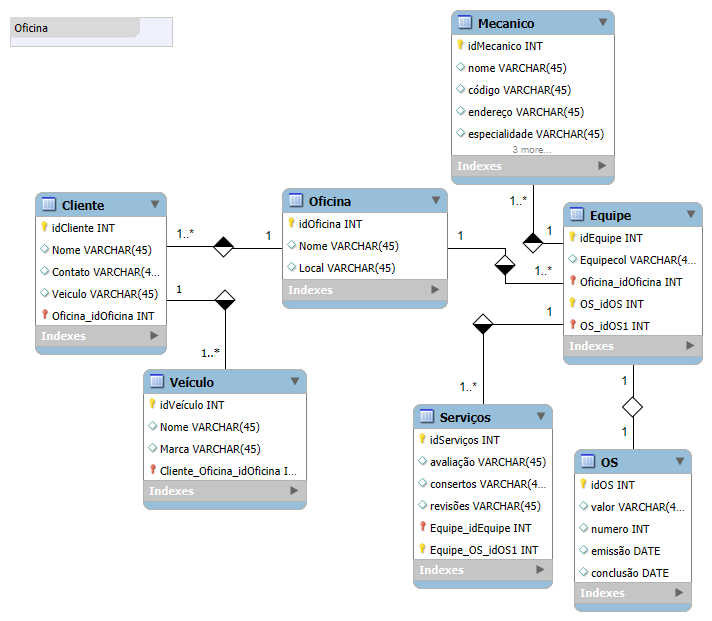 Oficina
Mecanico
idMecanico INT
nome VARCHAR(45)
código VARCHAR(45)
endereço VARCHAR(45)
especialidade VARCHAR(45)
3 more...
Indexes
Cliente
idCliente INT
Nome VARCHAR(45)
Contato VARCHAR(4...
Veiculo VARCHAR(45)
Oficina_idOficina INT
Indexes
1..*
1
Oficina
idOficina INT
Nome VARCHAR(45)
Local VARCHAR(45)
Indexes
1
1..*
1..*
1
Equipe
idEquipe INT
Equipecol VARCHAR(4...
Oficina_idOficina INT
OS_idOS INT
OS_idOS1 INT
Indexes
1
1..*
Veículo
idVeículo INT
Nome VARCHAR(45)
Marca VARCHAR(45)
Cliente_Oficina_idOficina I...
Indexes
1
1..*
Serviços
idServiços INT
avaliação VARCHAR(45)
consertos VARCHAR(4...
revisões VARCHAR(45)
Equipe_idEquipe INT
Equipe_OS_idOS1 INT
Indexes
1
1
OS
idOS INT
valor VARCHAR(4...
numero INT
emissão DATE
conclusão DATE
Indexes